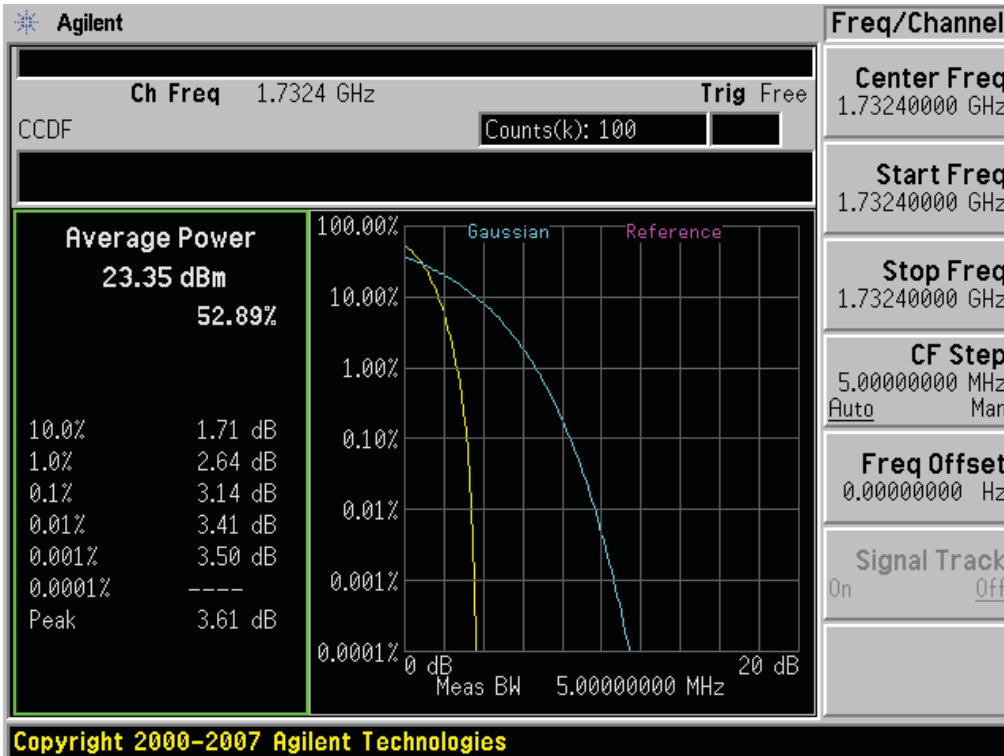 Agilent
Freq/Channel
Ch Freq 1.7324 GHz Trig Free
CCDF Counts(k): 100
Average Power
23.35 dBm
52.89%
10.0% 1.71 dB
1.0% 2.64 dB
0.1% 3.14 dB
0.01% 3.41 dB
0.001% 3.50 dB
0.0001% ----
Peak 3.61 dB
Gaussian Reference
100.00%
10.00%
1.00%
0.10%
0.01%
0.001%
0.0001%
0 dB 20 dB
Meas BW 5.00000000 MHz
Center Freq
1.73240000 GHz
Start Freq
1.73240000 GHz
Stop Freq
1.73240000 GHz
CF Step
5.00000000 MHz
Auto Man
Freq Offset
0.00000000 Hz
Signal Track
On Off
Copyright 2000-2007 Agilent Technologies